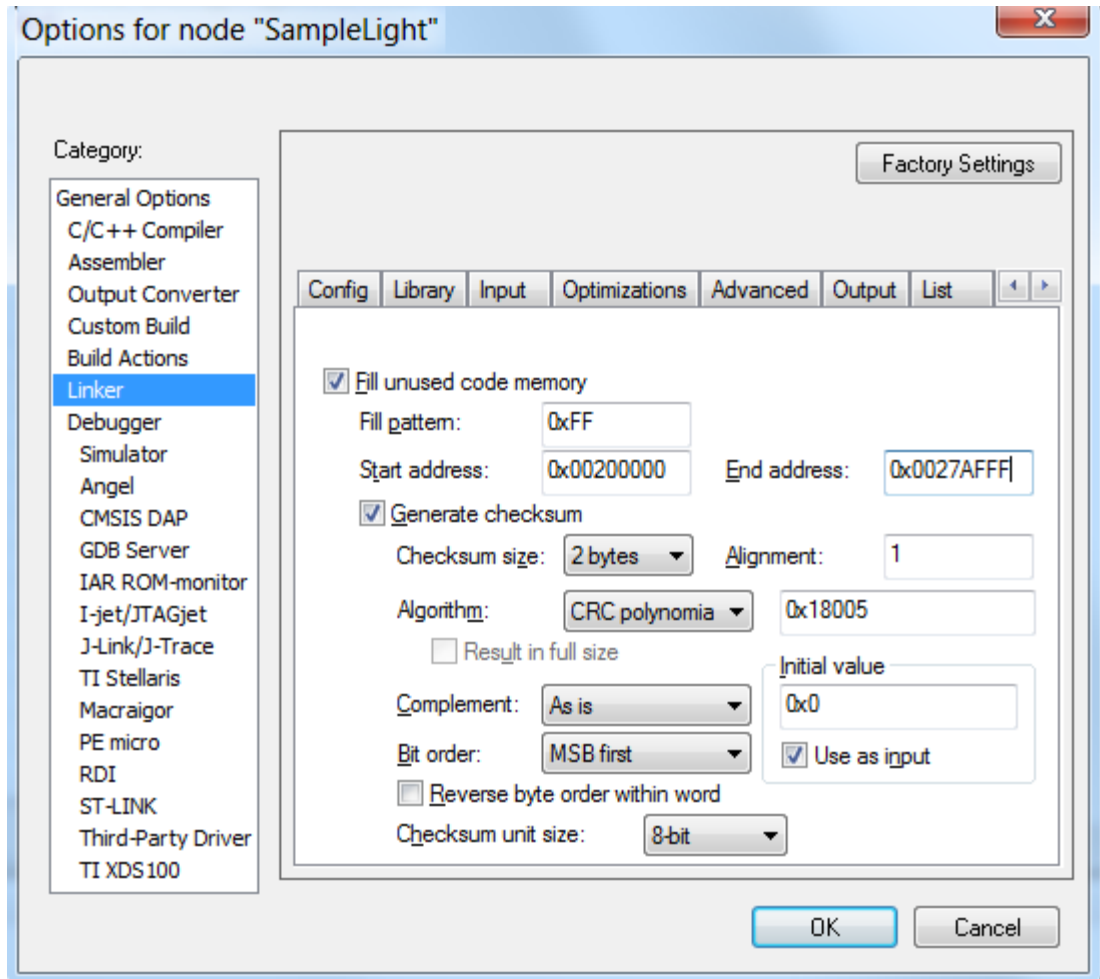 Options for node "SampleLight"
Category:
General Options
C/C++ Compiler
Assembler
Output Converter
Custom Build
Build Actions
Linker
Debugger
Simulator
Angel
CMSIS DAP
GDB Server
IAR ROM-monitor
I-jet/JTAGjet
J-Link/J-Trace
TI Stellaris
Macraigor
PE micro
RDI
ST-LINK
Third-Party Driver
TI XDS100
Factory Settings
Config Library Input Optimizations Advanced Output List
Fill unused code memory
Fill pattern: 0xFF
Start address: 0x00200000 End address: 0x0027AFFF
Generate checksum
Checksum size: 2 bytes Alignment: 1
Algorithm: CRC polynomia 0x18005
Result in full size
Initial value
Complement: As is 0x0
Bit order: MSB first Use as input
Reverse byte order within word
Checksum unit size: 8-bit
OK Cancel